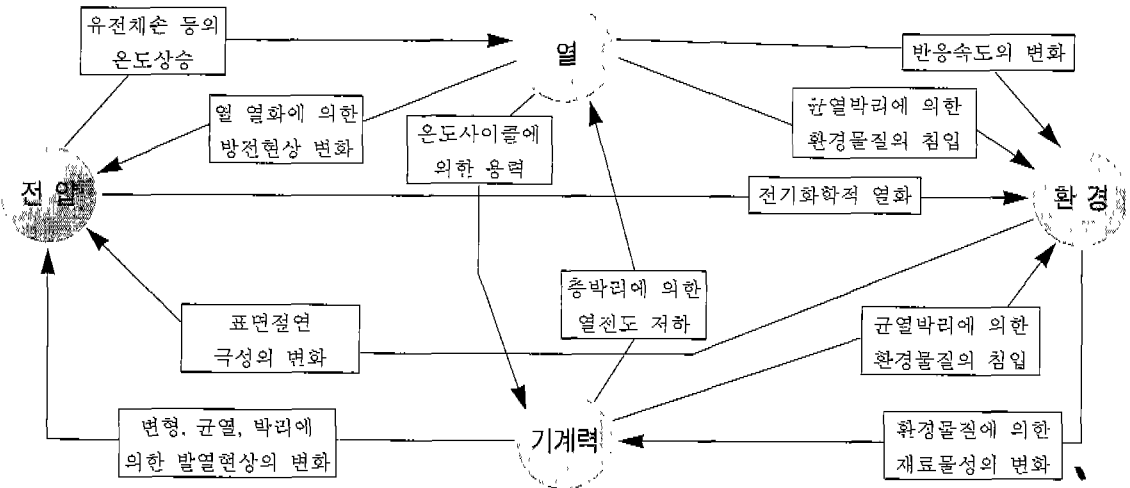 유전체손 등의
온도상승
열
반응속도의 변화
열 열화에 의한
방전현상 변화
온도사이클에
의한 응력
균열박리에 의한
환경물질의 침입
전 압
전기화학적 열화
환 경
표면절연
극성의 변화
층박리에 의한
열전도 저하
균열박리에 의한
환경물질의 침입
변형, 균열, 박리에
의한 발열현상의 변화
기계력
환경물질에 의한
재료물성의 변화